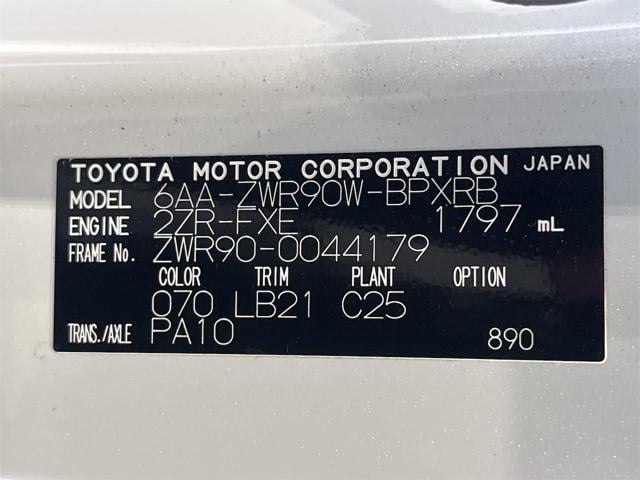 TOYOTA MOTOR CORPORATION JAPAN
MODEL 6AA-ZWR90W-BPXRB
ENGINE 2ZR-FXE 1797 mL
FRAME No. ZWR90-0044179
COLOR TRIM PLANT OPTION
070 LB21 C25
TRANS./AXLE PA10 890